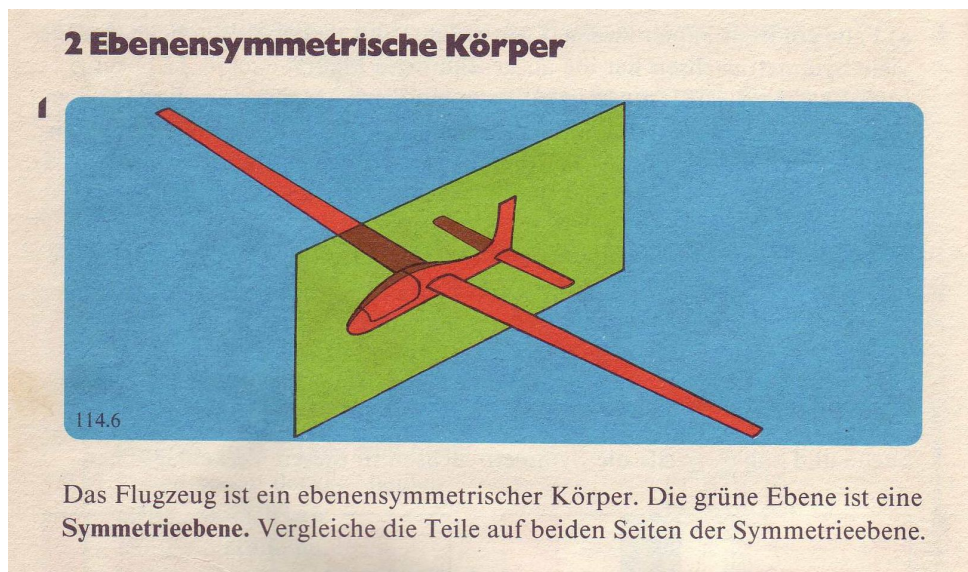 2 Ebenensymmetrische Körper
1
114.6
Das Flugzeug ist ein ebenensymmetrischer Körper. Die grüne Ebene ist eine
Symmetrieebene. Vergleiche die Teile auf beiden Seiten der Symmetrieebene.